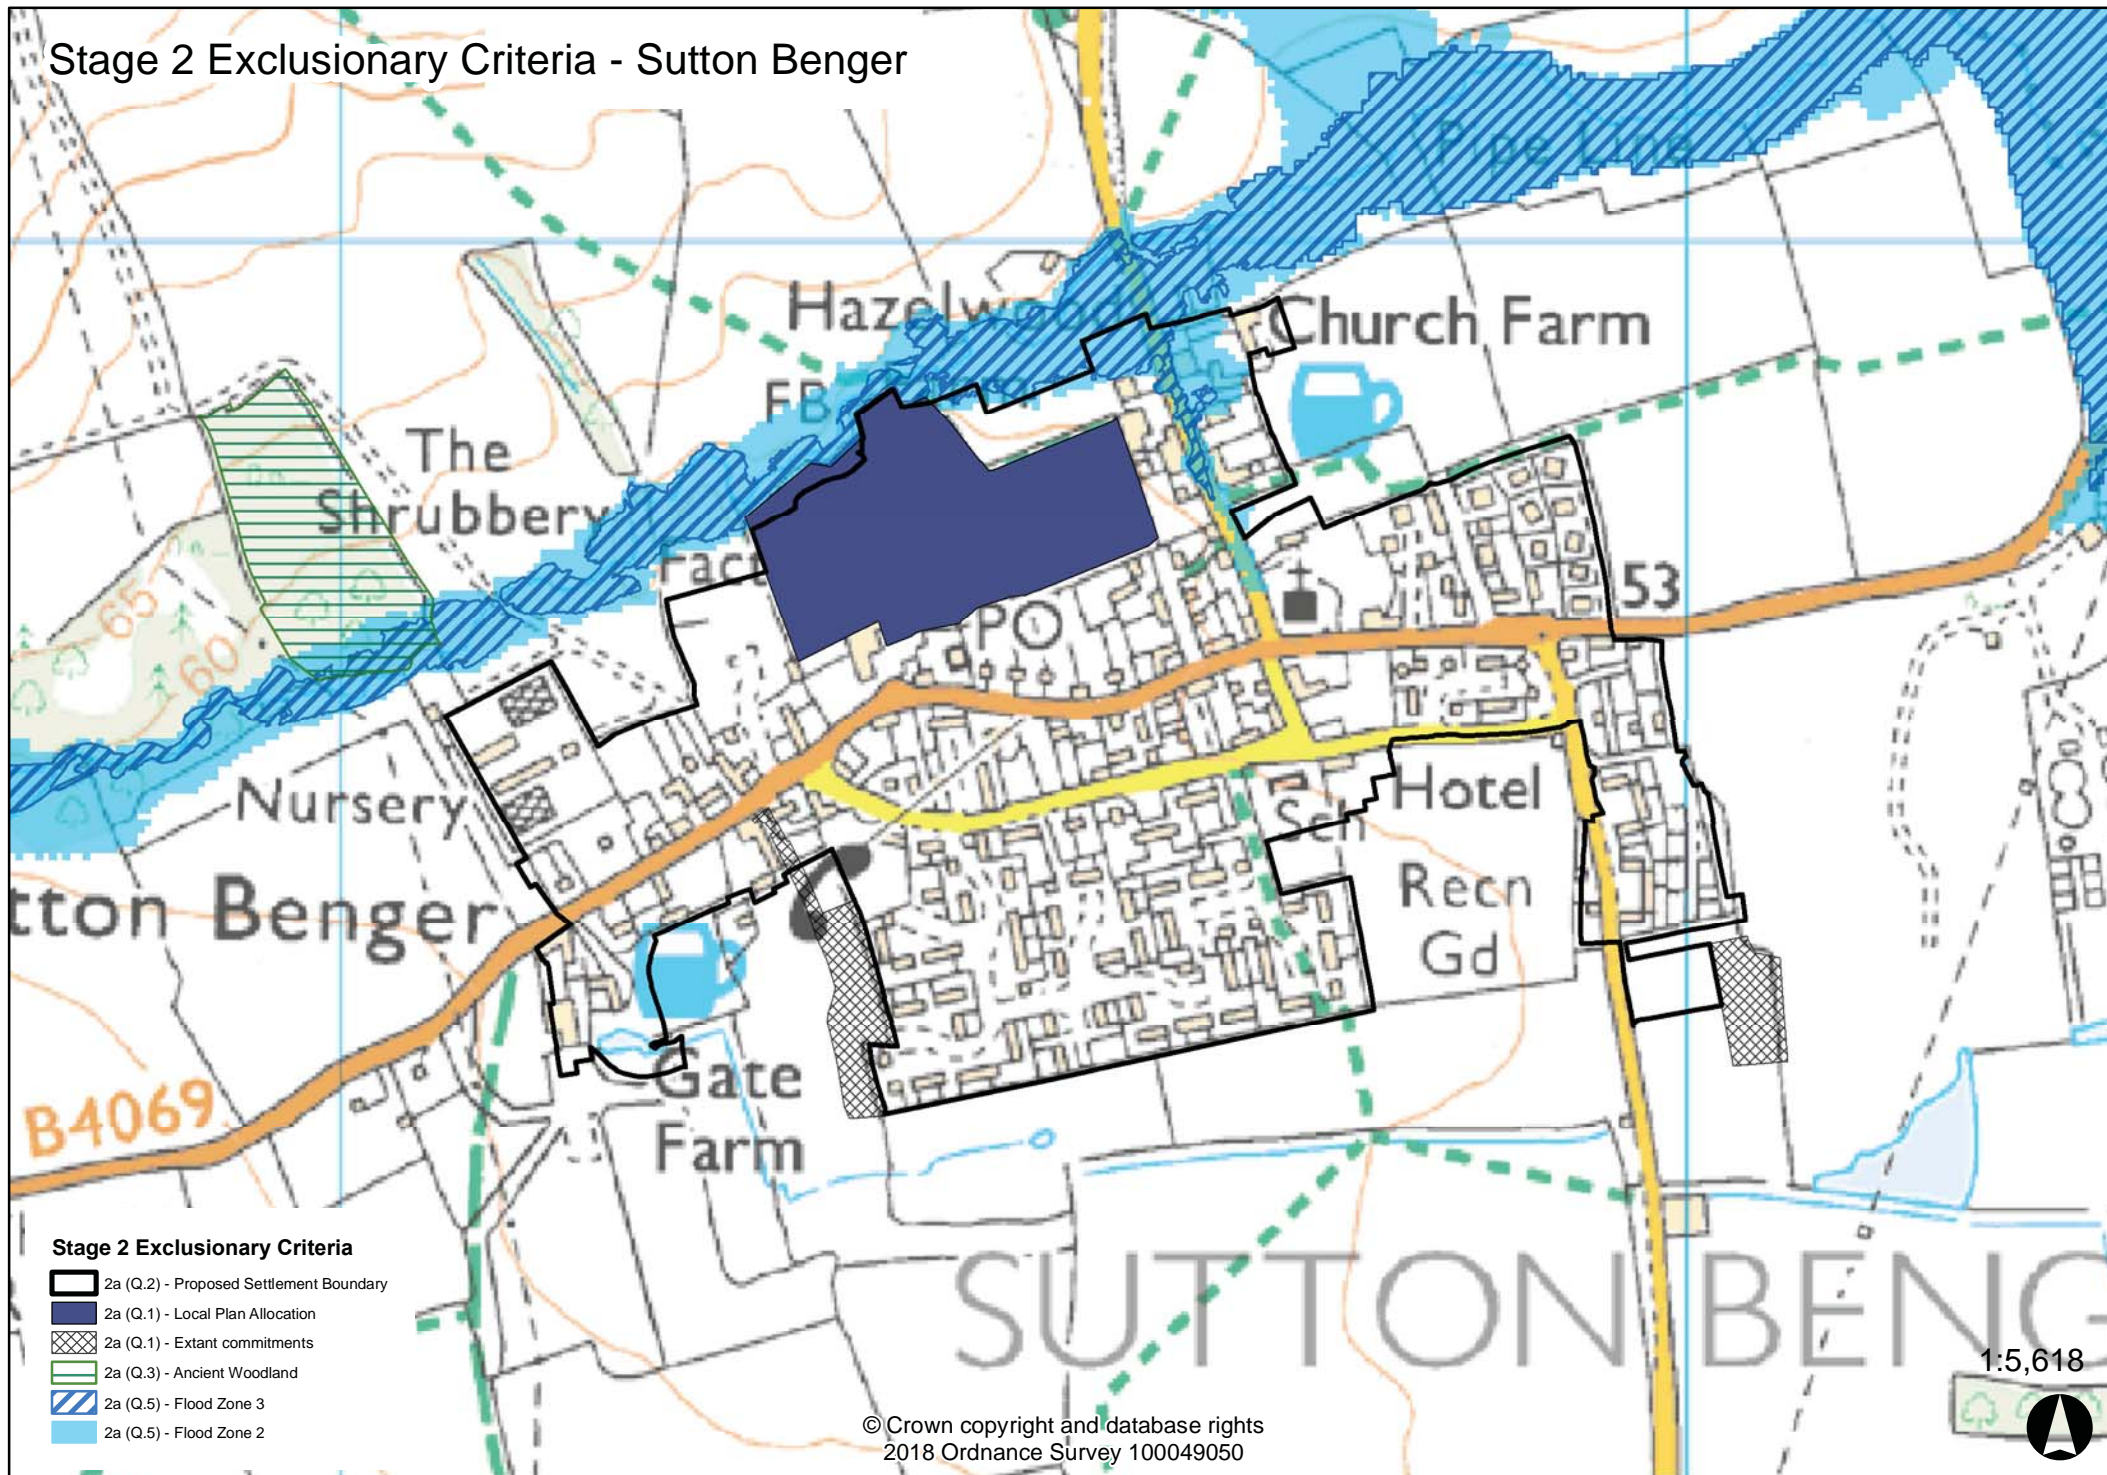 Stage 2 Exclusionary Criteria - Sutton Benger
Pipe Line
Hazelwood
Church Farm
FB
The
Shrubbery
Fact
65
60
PO
53
Nursery
Sch
Hotel
tton Benger
Recn
Gd
Gate
Farm
B4069
SUTTON BENG
Stage 2 Exclusionary Criteria
2a (Q.2) - Proposed Settlement Boundary
2a (Q.1) - Local Plan Allocation
2a (Q.1) - Extant commitments
2a (Q.3) - Ancient Woodland
2a (Q.5) - Flood Zone 3
2a (Q.5) - Flood Zone 2
1:5,618
© Crown copyright and database rights
2018 Ordnance Survey 100049050